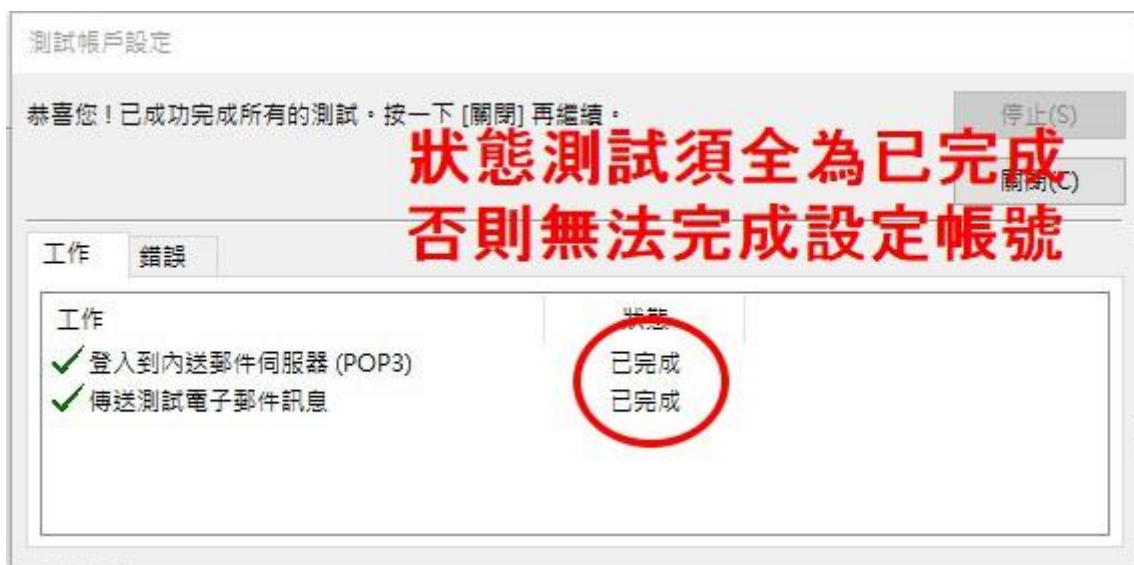 測試帳戶設定
恭喜您！已成功完成所有的測試。按一下 [關閉] 再繼續。
停止(S)
狀態測試須全為已完成
關閉(C)
否則無法完成設定帳號
工作
錯誤
工作
狀態
登入到內送郵件伺服器 (POP3)
已完成
傳送測試電子郵件訊息
已完成